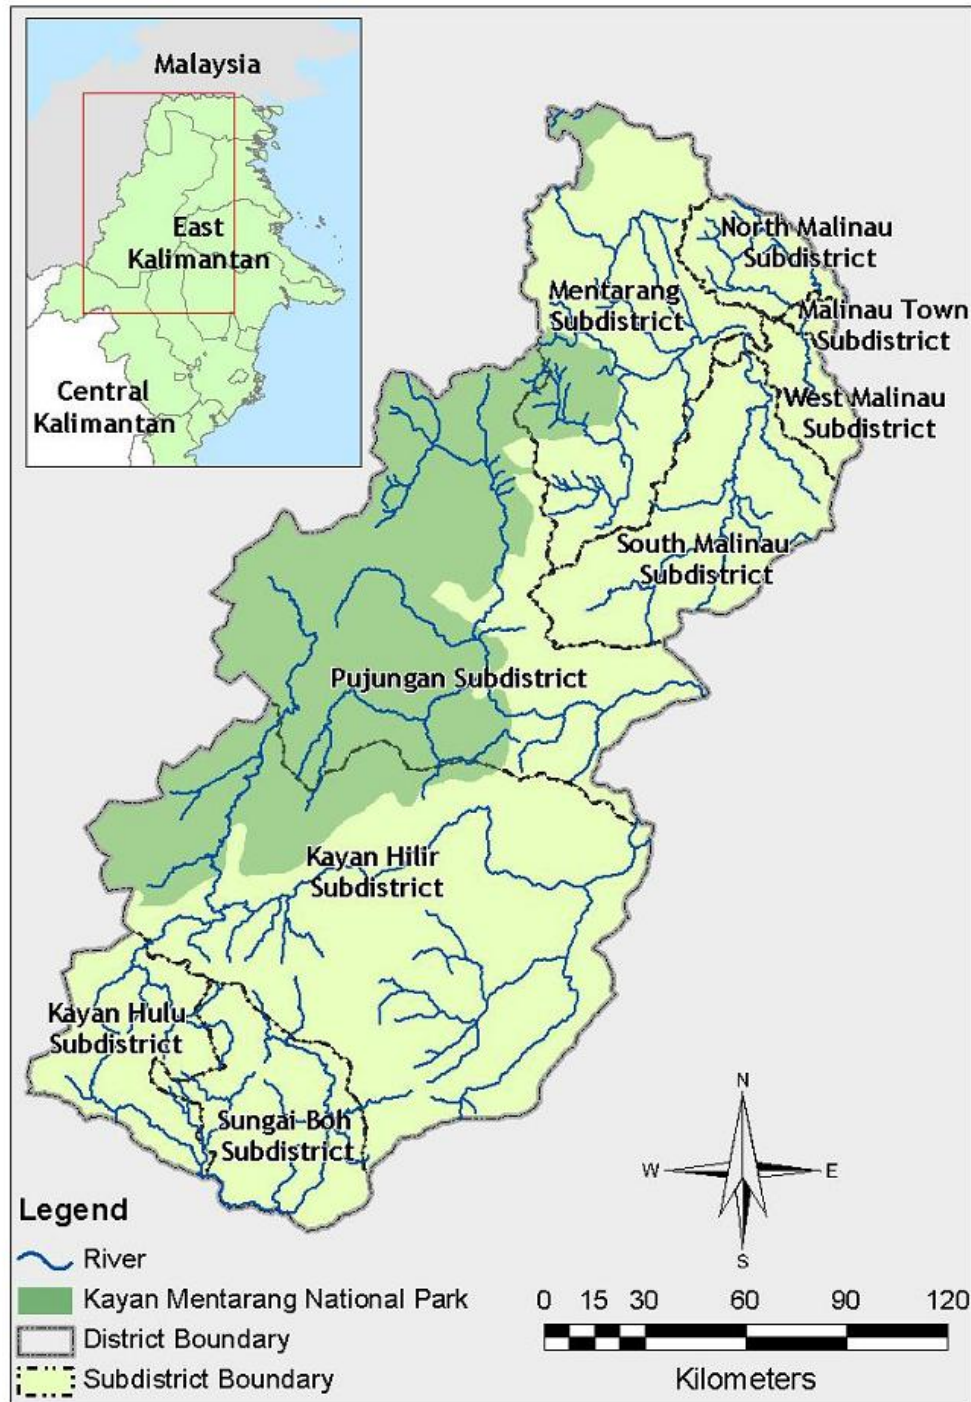 Malaysia
East
Kalimantan
Central
Kalimantan
North Malinau
Subdistrict
Mentarang
Subdistrict
Malinau Town
Subdistrict
West Malinau
Subdistrict
South Malinau
Subdistrict
Pujungan Subdistrict
Kayan Hilir
Subdistrict
Kayan Hulu
Subdistrict
Sungai Boh
Subdistrict
N
W
E
S
Legend
River
Kayan Mentarang National Park
District Boundary
Subdistrict Boundary
0 15 30 60 90 120
Kilometers